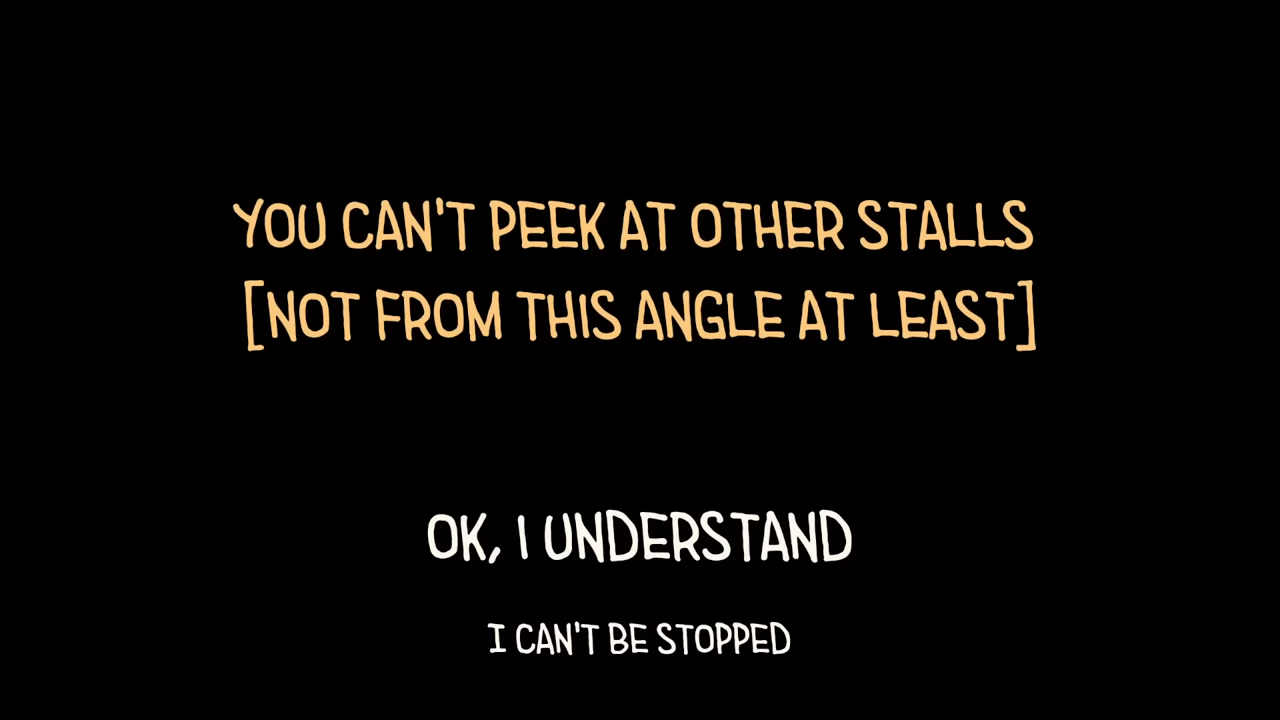 YOU CAN'T PEEK AT OTHER STALLS
[NOT FROM THIS ANGLE AT LEAST]
OK, I UNDERSTAND
I CAN'T BE STOPPED